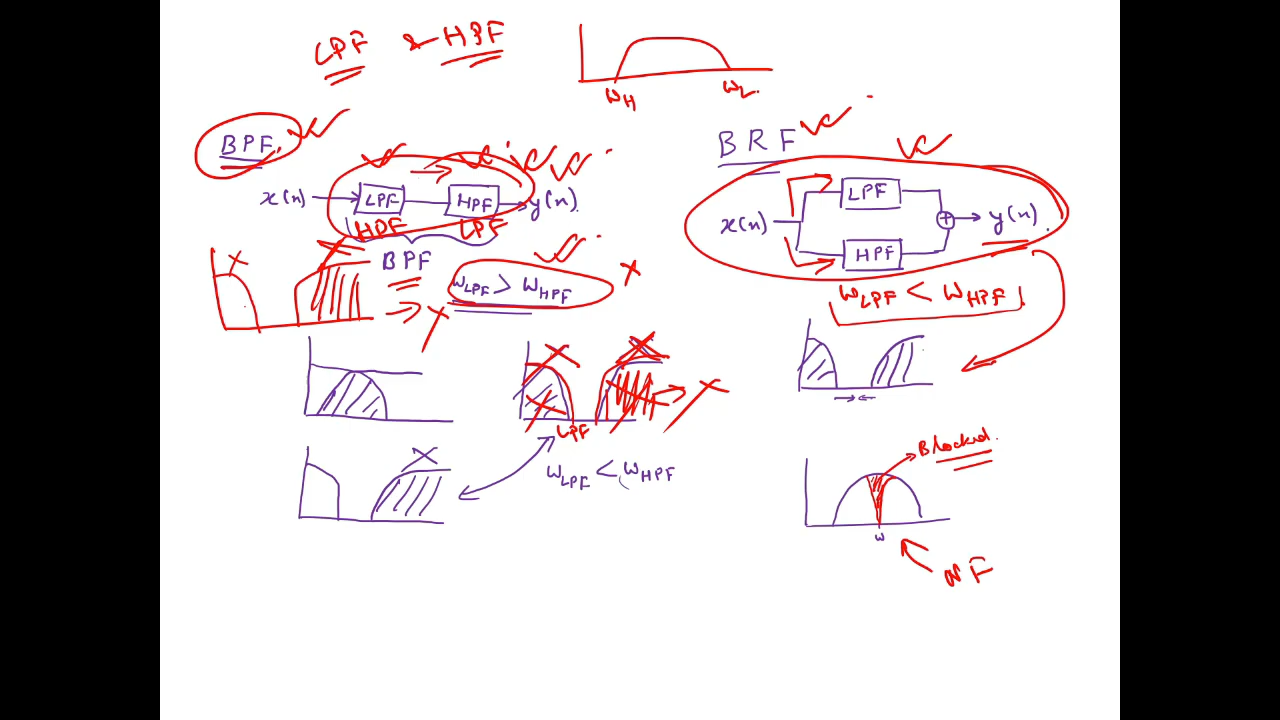 LPF & HPF
ωH ωL
BPF
x(n) LPF HPF y(n)
HPF LPF
BPF
ωLPF > ωHPF
LPF
ωLPF < ωHPF
BRF
x(n) LPF + y(n)
HPF
ωLPF < ωHPF
Blocked
ω
NF